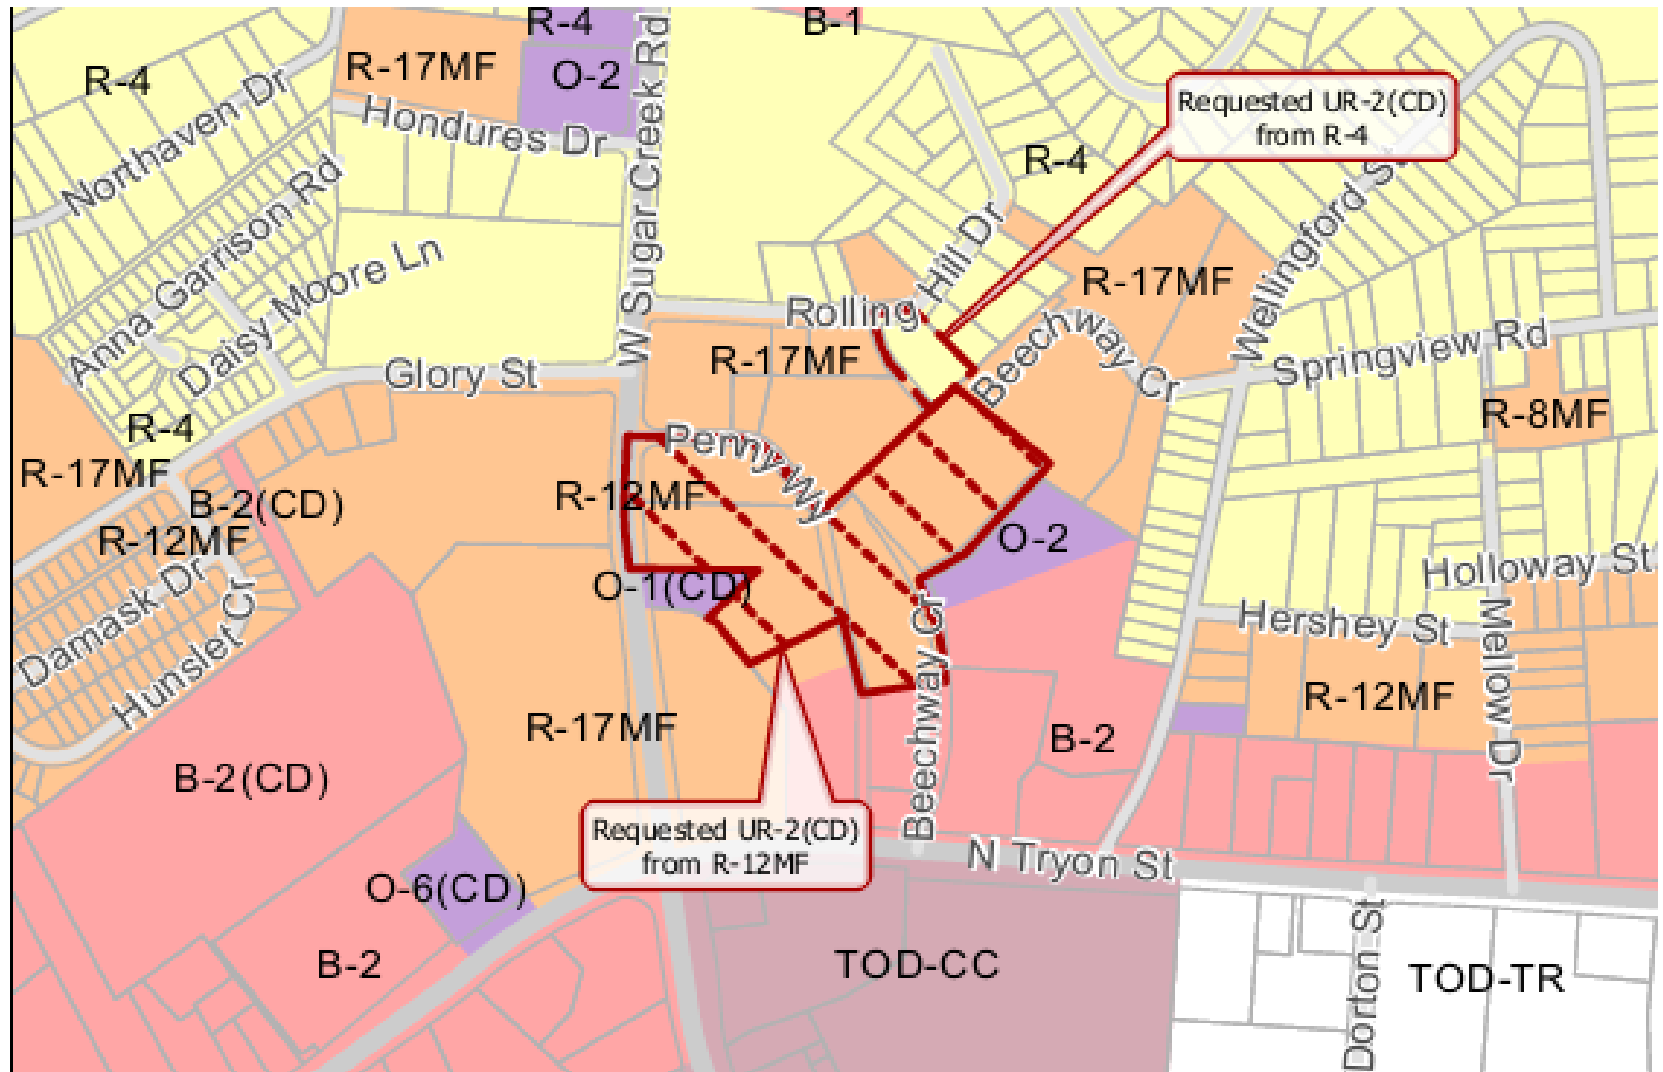 R-4
B-1
R-4
R-17MF
O-2
W Sugar Creek Rd
Northaven Dr
Hondures Dr
Requested UR-2(CD)
from R-4
R-4
Anna Garrison Rd
Daisy Moore Ln
Rolling Hill Dr
R-17MF
Wellingford St
Beechway Cr
Springview Rd
Glory St
R-17MF
R-4
R-8MF
R-17MF
Penny Wy
B-2(CD)
R-12MF
R-12MF
O-2
Damask Dr
Hunslet Cr
O-1(CD)
Holloway St
Hershey St
Mellow Dr
Beechway Cr
R-12MF
R-17MF
B-2
B-2(CD)
Requested UR-2(CD)
from R-12MF
N Tryon St
O-6(CD)
B-2
TOD-CC
Dorton St
TOD-TR